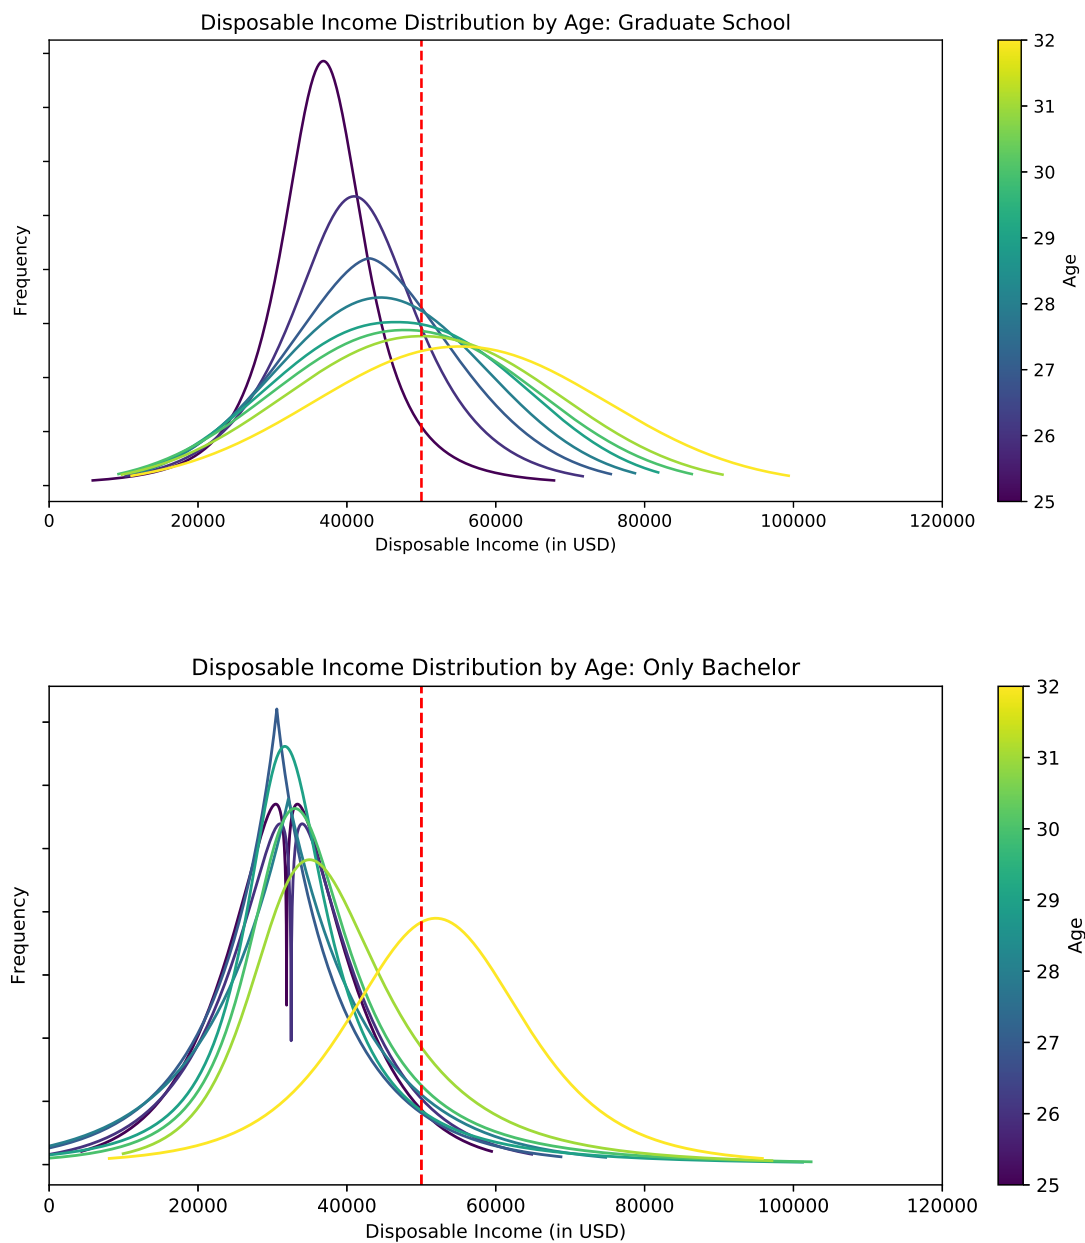 Disposable Income Distribution by Age: Graduate School
Frequency
0 20000 40000 60000 80000 100000 120000
Disposable Income (in USD)
32
31
30
29
28
27
26
25
Age
Disposable Income Distribution by Age: Only Bachelor
Frequency
0 20000 40000 60000 80000 100000 120000
Disposable Income (in USD)
32
31
30
29
28
27
26
25
Age